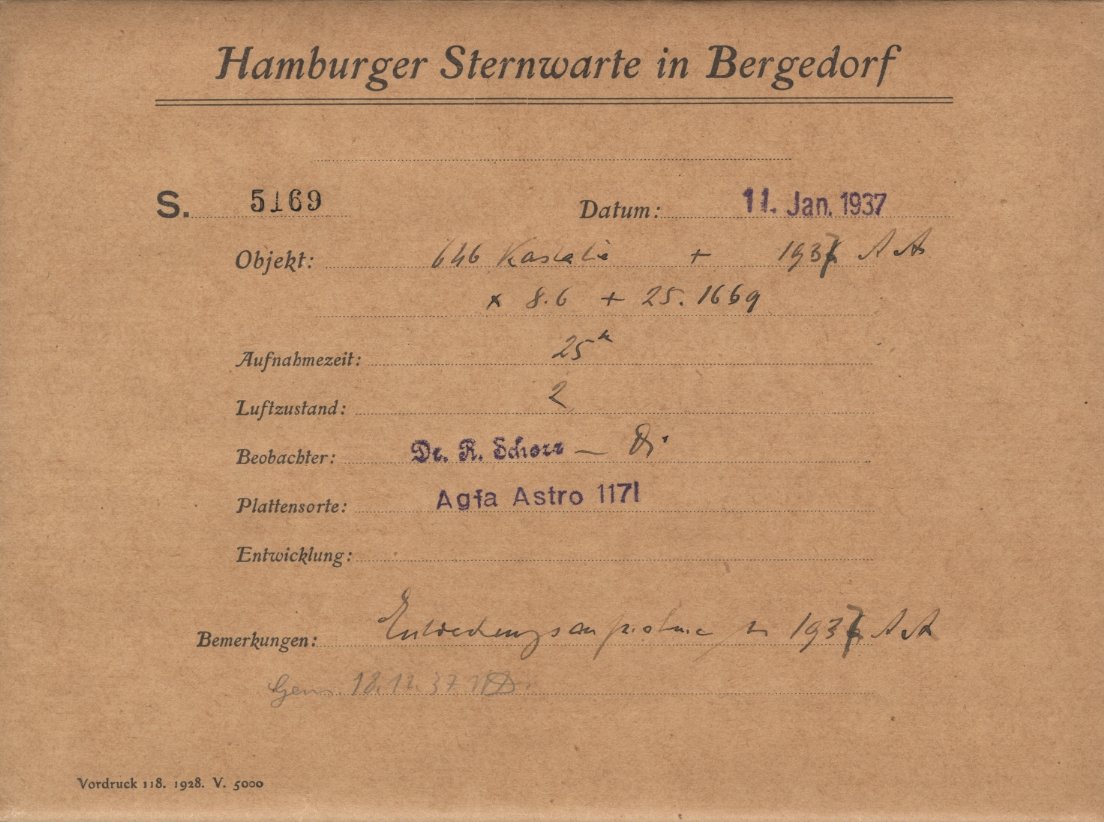 Hamburger Sternwarte in Bergedorf
S. 5169 Datum: 11. Jan. 1937
Objekt: 646 Kastalia + 1937 AA
* 8.6 + 25.1669
Aufnahmezeit: 25m
Luftzustand: 2
Beobachter: Dr. R. Schorr —
Plattensorte: Agfa Astro 1171
Entwicklung:
Bemerkungen: Entdeckungsaufnahme 1937 AA
Gem. 37
Vordruck 118. 1928. V. 5000